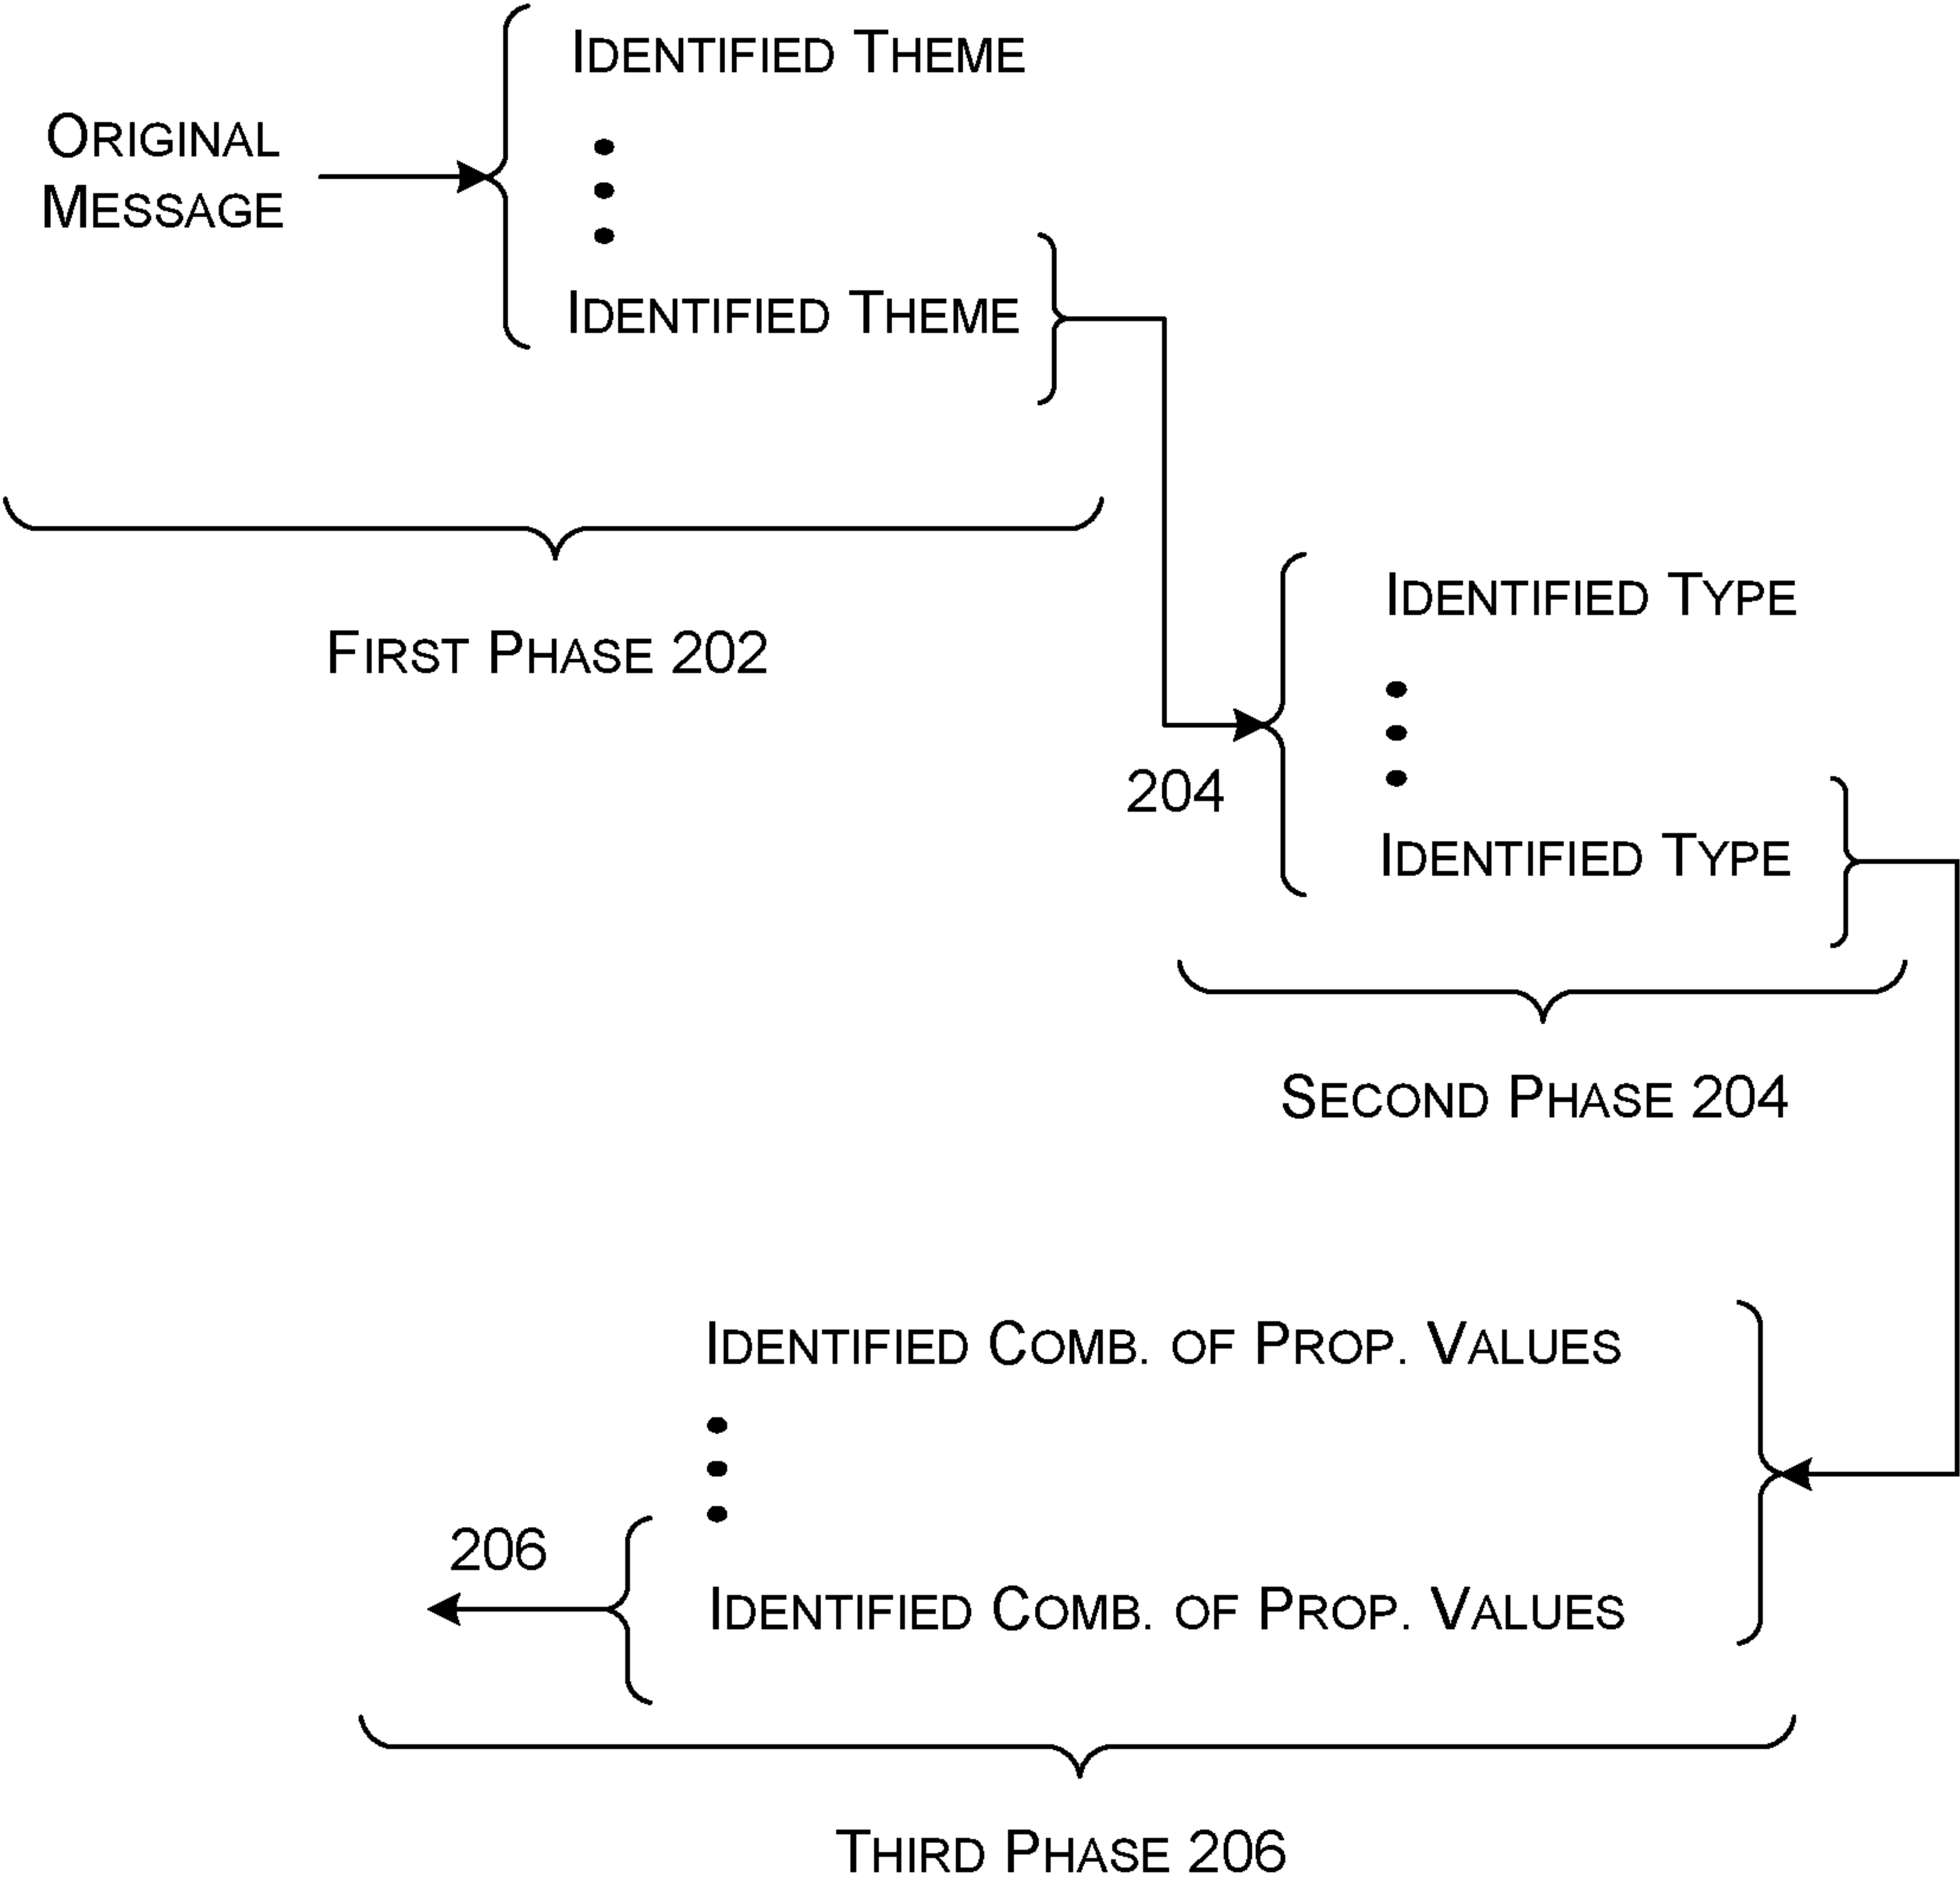 IDENTIFIED THEME
ORIGINAL
MESSAGE
IDENTIFIED THEME
FIRST PHASE 202
IDENTIFIED TYPE
204
IDENTIFIED TYPE
SECOND PHASE 204
IDENTIFIED COMB. OF PROP. VALUES
206
IDENTIFIED COMB. OF PROP. VALUES
THIRD PHASE 206